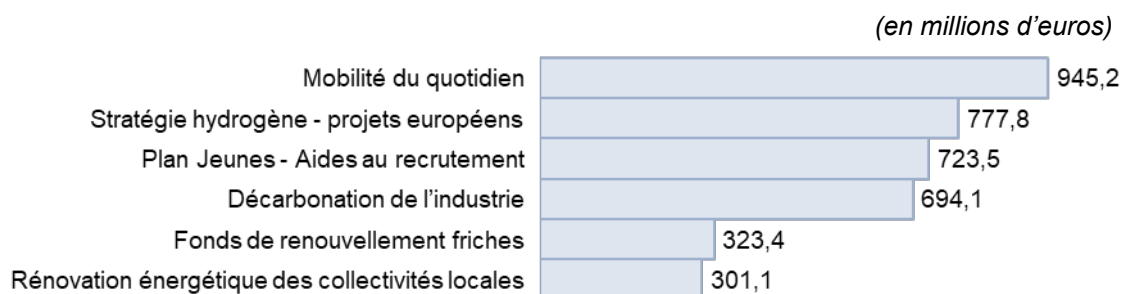 (en millions d’euros)
Mobilité du quotidien 945,2
Stratégie hydrogène - projets européens 777,8
Plan Jeunes - Aides au recrutement 723,5
Décarbonation de l’industrie 694,1
Fonds de renouvellement friches 323,4
Rénovation énergétique des collectivités locales 301,1